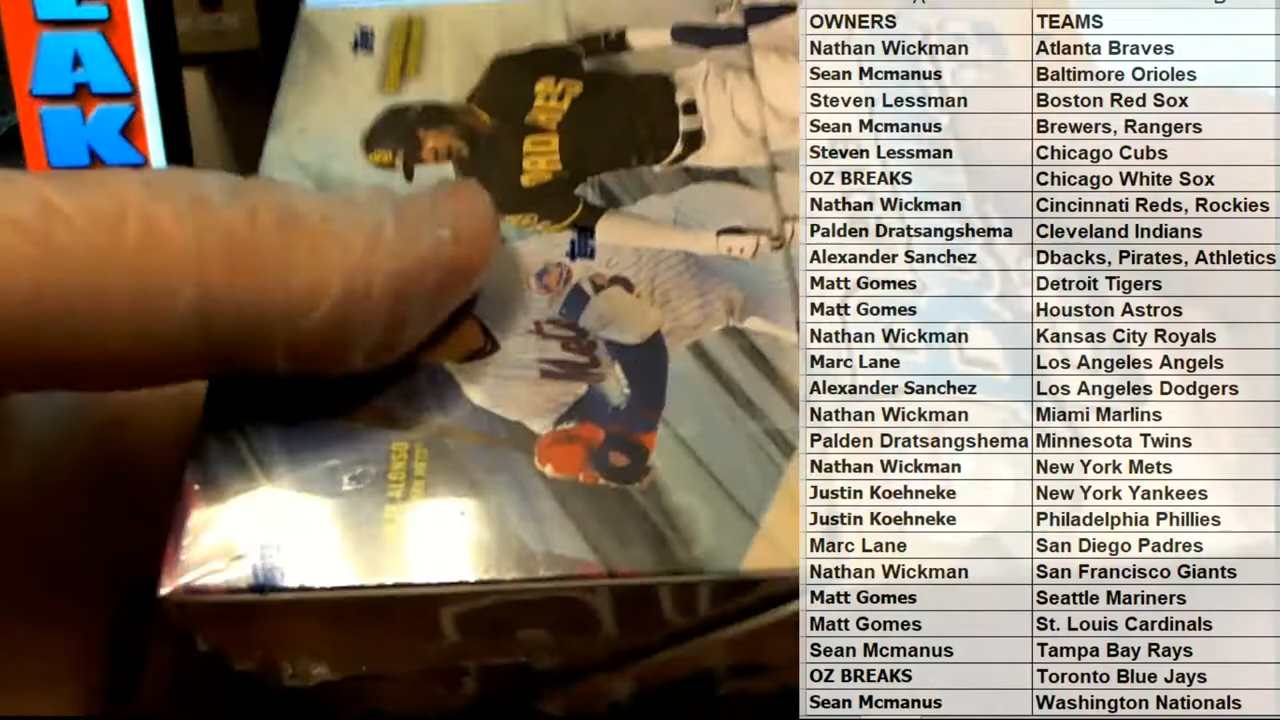 EAK
PADRES
Mets
ALONSO
OWNERS TEAMS
Nathan Wickman Atlanta Braves
Sean Mcmanus Baltimore Orioles
Steven Lessman Boston Red Sox
Sean Mcmanus Brewers, Rangers
Steven Lessman Chicago Cubs
OZ BREAKS Chicago White Sox
Nathan Wickman Cincinnati Reds, Rockies
Palden Dratsangshema Cleveland Indians
Alexander Sanchez Dbacks, Pirates, Athletics
Matt Gomes Detroit Tigers
Matt Gomes Houston Astros
Nathan Wickman Kansas City Royals
Marc Lane Los Angeles Angels
Alexander Sanchez Los Angeles Dodgers
Nathan Wickman Miami Marlins
Palden Dratsangshema Minnesota Twins
Nathan Wickman New York Mets
Justin Koehneke New York Yankees
Justin Koehneke Philadelphia Phillies
Marc Lane San Diego Padres
Nathan Wickman San Francisco Giants
Matt Gomes Seattle Mariners
Matt Gomes St. Louis Cardinals
Sean Mcmanus Tampa Bay Rays
OZ BREAKS Toronto Blue Jays
Sean Mcmanus Washington Nationals